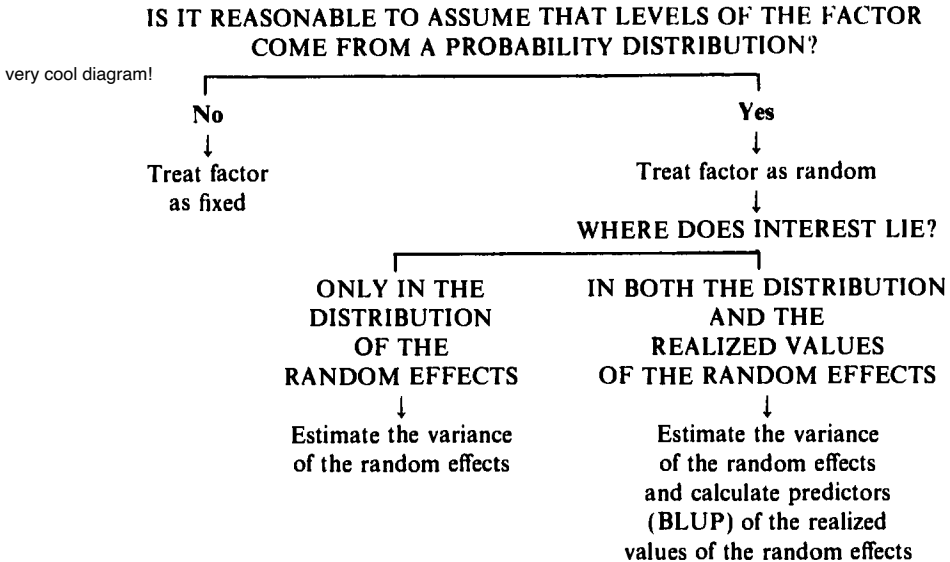 IS IT REASONABLE TO ASSUME THAT LEVELS OF THE FACTOR
COME FROM A PROBABILITY DISTRIBUTION?
very cool diagram!
No
Yes
Treat factor
as fixed
Treat factor as random
WHERE DOES INTEREST LIE?
ONLY IN THE
DISTRIBUTION
OF THE
RANDOM EFFECTS
Estimate the variance
of the random effects
IN BOTH THE DISTRIBUTION
AND THE
REALIZED VALUES
OF THE RANDOM EFFECTS
Estimate the variance
of the random effects
and calculate predictors
(BLUP) of the realized
values of the random effects